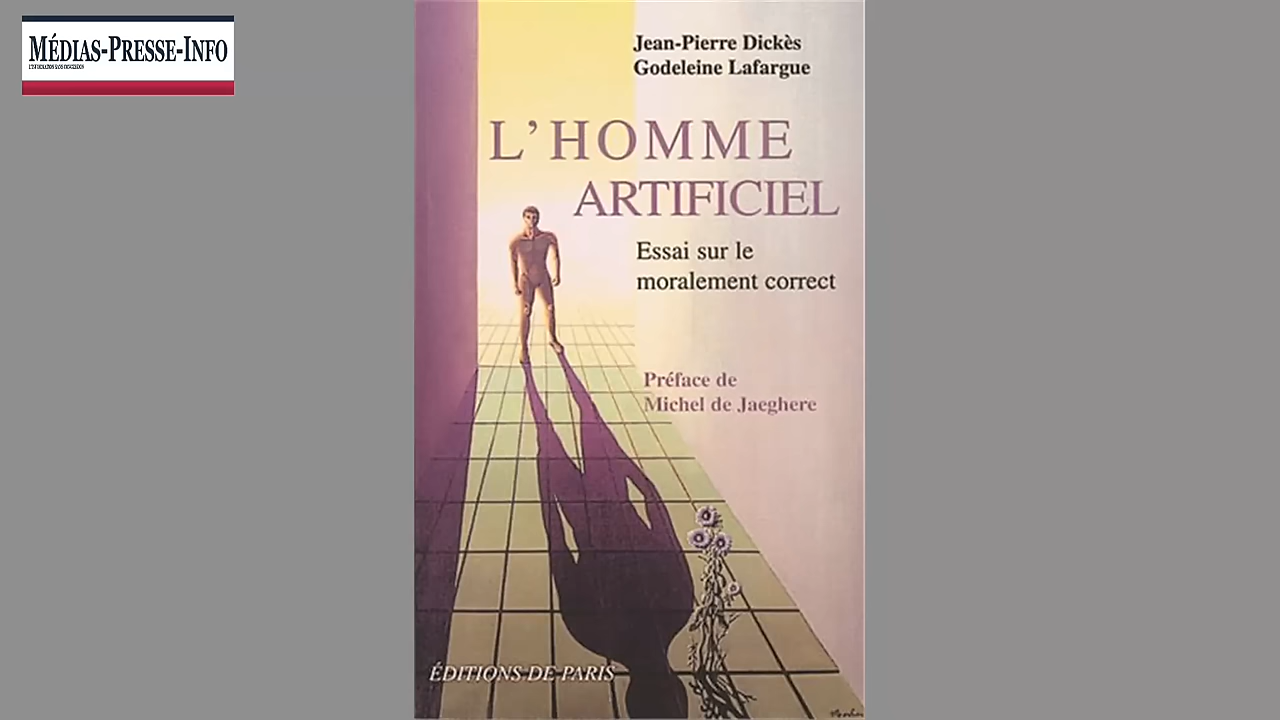 MÉDIAS-PRESSE-INFO
Jean-Pierre Dickès
Godeleine Lafargue
L'HOMME
ARTIFICIEL
Essai sur le
moralement correct
Préface de
Michel de Jaeghere
ÉDITIONS DE PARIS